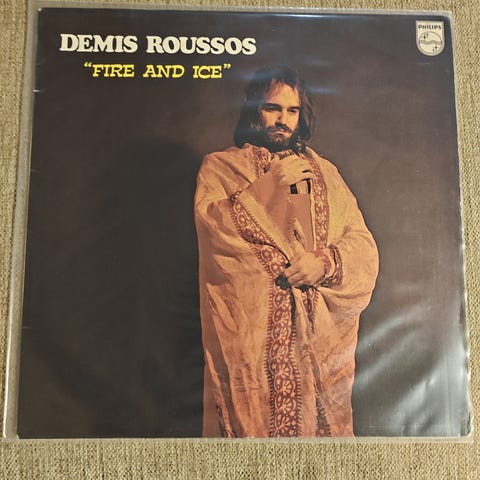 DEMIS ROUSSOS
"FIRE AND ICE"
PHILIPS